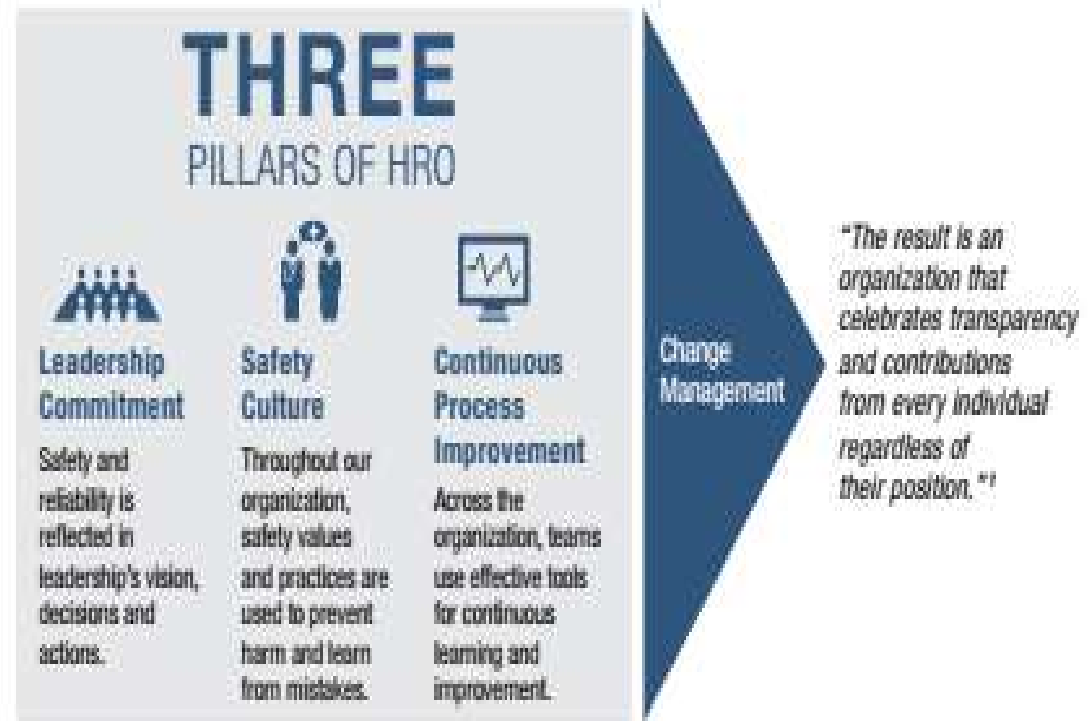 THREE
PILLARS OF HRO
Leadership
Commitment
Safety and
reliability is
reflected in
leadership's vision,
decisions and
actions.
Safety
Culture
Throughout our
organization,
safety values
and practices are
used to prevent
harm and learn
from mistakes.
Continuous
Process
Improvement
Across the
organization, teams
use effective tools
for continuous
learning and
improvement.
Change
Management
"The result is an
organization that
celebrates transparency
and contributions
from every individual
regardless of
their position."¹